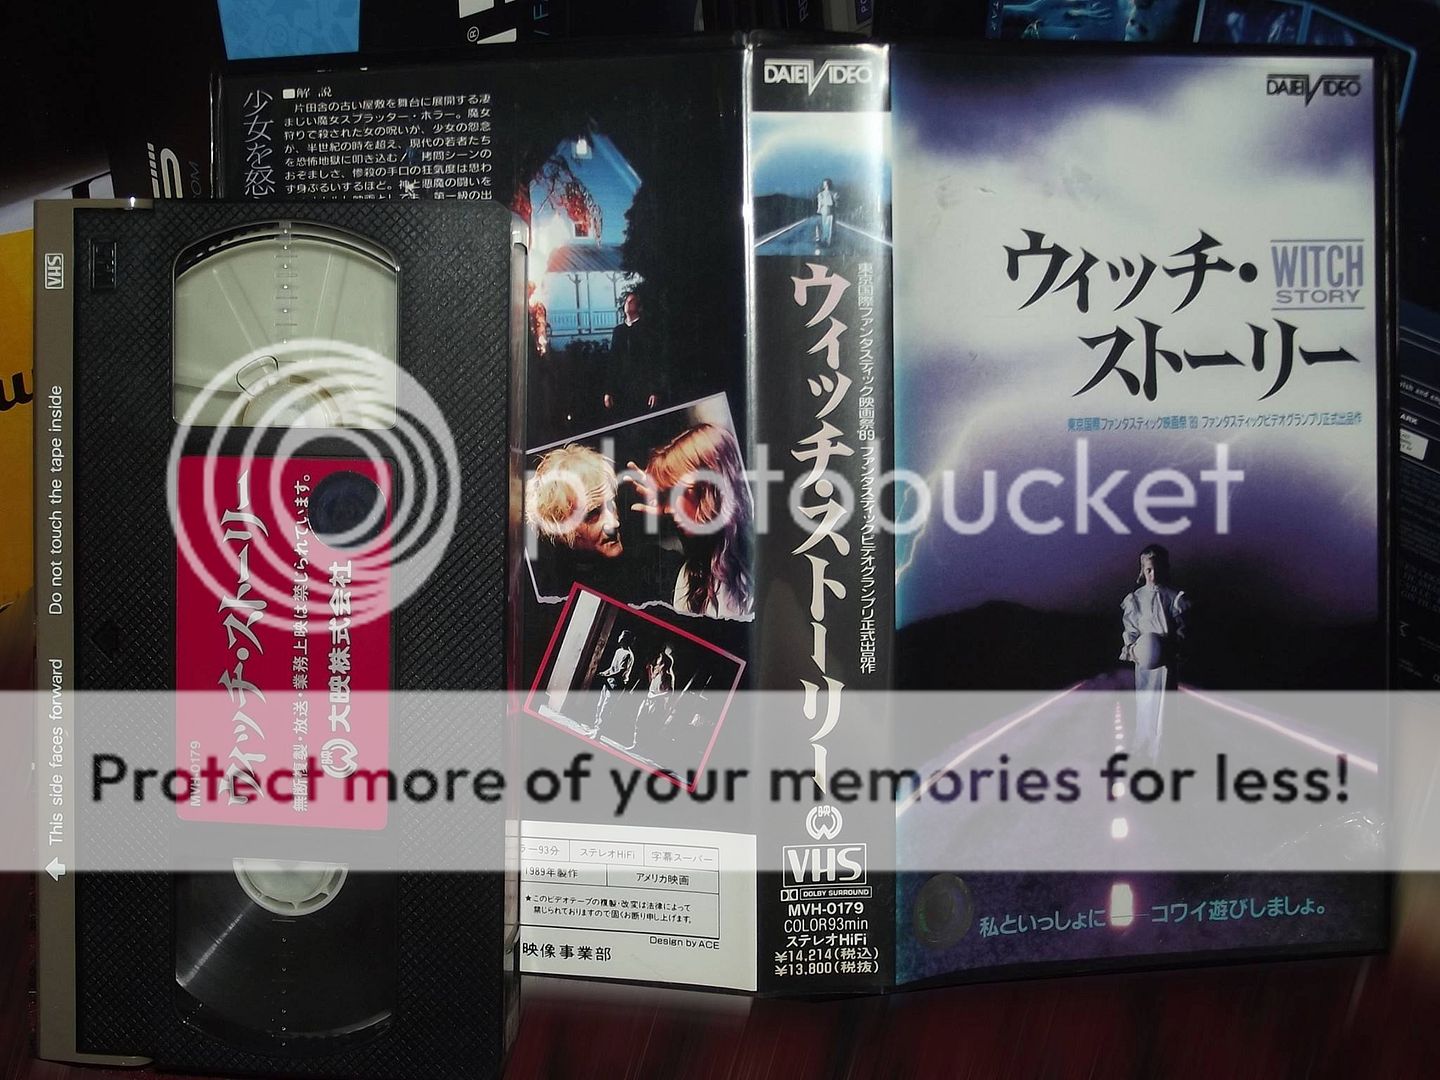 DAIEI VIDEO
ウィッチ・
ストーリー
WITCH
STORY
東京国際ファンタスティック映画祭'89 ファンタスティックビデオグランプリ正式出品作
私といっしょに——コワイ遊びしましょ。
DAIEI VIDEO
ウィッチ・ストーリー
東京国際ファンタスティック映画祭'89 ファンタスティックビデオグランプリ正式出品作
映
VHS
DOLBY SURROUND
MVH-0179
COLOR93min
ステレオHiFi
¥14.214(税込)
¥13.800(税抜)
■解 説
片田舎の古い屋敷を舞台に展開する凄
まじい魔女スプラッター・ホラー。魔女
狩りで殺された女の呪いが、少女の怨念
か、半世紀の時を超え、現代の若者たち
を恐怖地獄に叩き込む! 拷問シーンの
おぞましさ、惨殺の手口の狂気度は思わ
ず身ぶるいするほど。神と悪魔の闘いを
少女を怒
ラー93分
ステレオHiFi
字幕スーパー
1989年製作
アメリカ映画
★このビデオテープの複製・改変は法律によって
禁じられておりますので固くお断り申し上げます。
Design by ACE
映像事業部
VHS
Do not touch the tape inside
This side faces forward
MVH-0179
ウィッチ・ストーリー
無断複製・放送・業務上映は禁じられています。
大映株式会社
photobucket
Protect more of your memories for less!